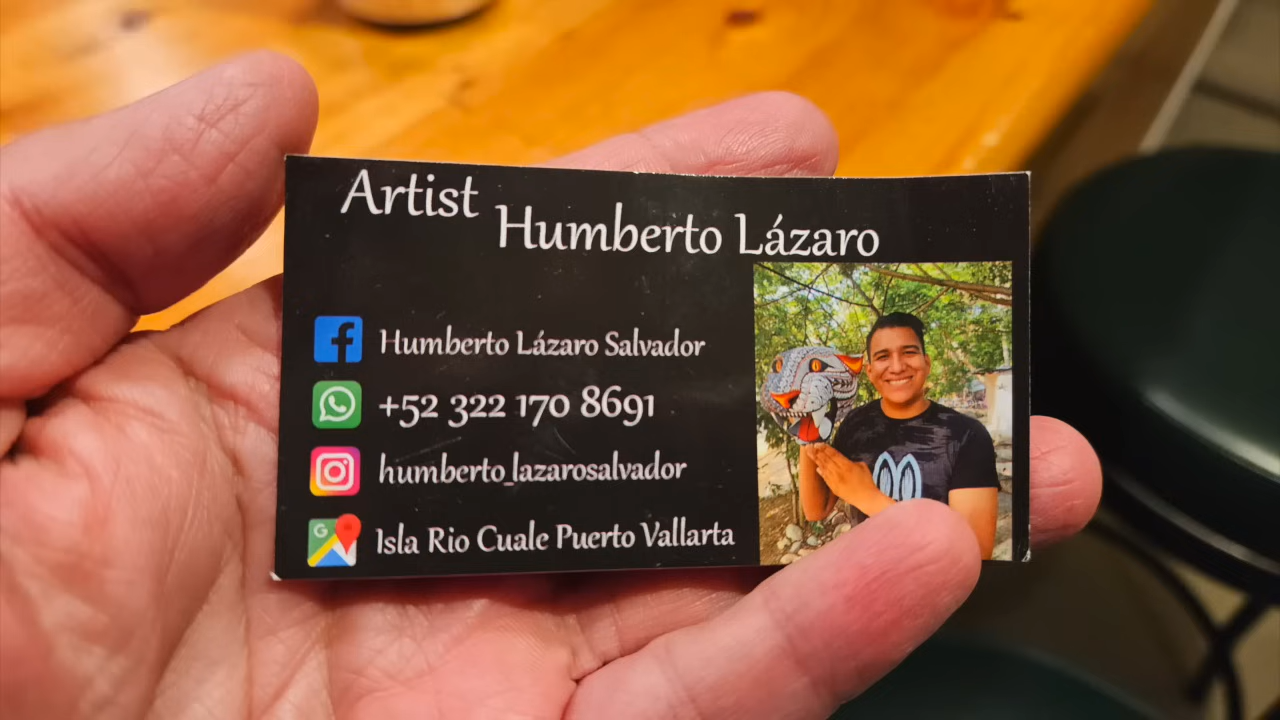 Artist
Humberto Lázaro
Humberto Lázaro Salvador
+52 322 170 8691
humberto_lazarosalvador
G
Isla Rio Cuale Puerto Vallarta